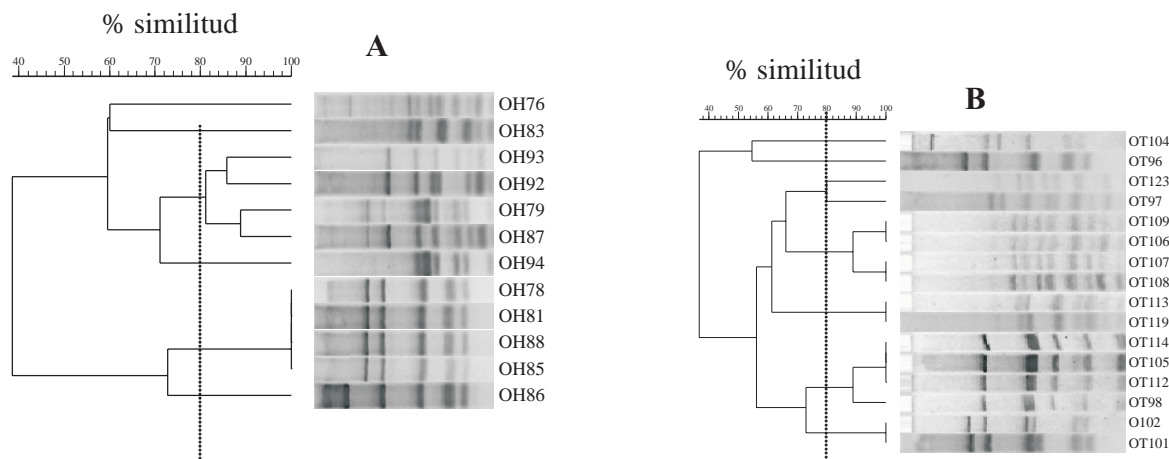 % similitud
A
40 50 60 70 80 90 100
OH76
OH83
OH93
OH92
OH79
OH87
OH94
OH78
OH81
OH88
OH85
OH86
% similitud
B
40 50 60 70 80 90 100
OT104
OT96
OT123
OT97
OT109
OT106
OT107
OT108
OT113
OT119
OT114
OT105
OT112
OT98
O102
OT101